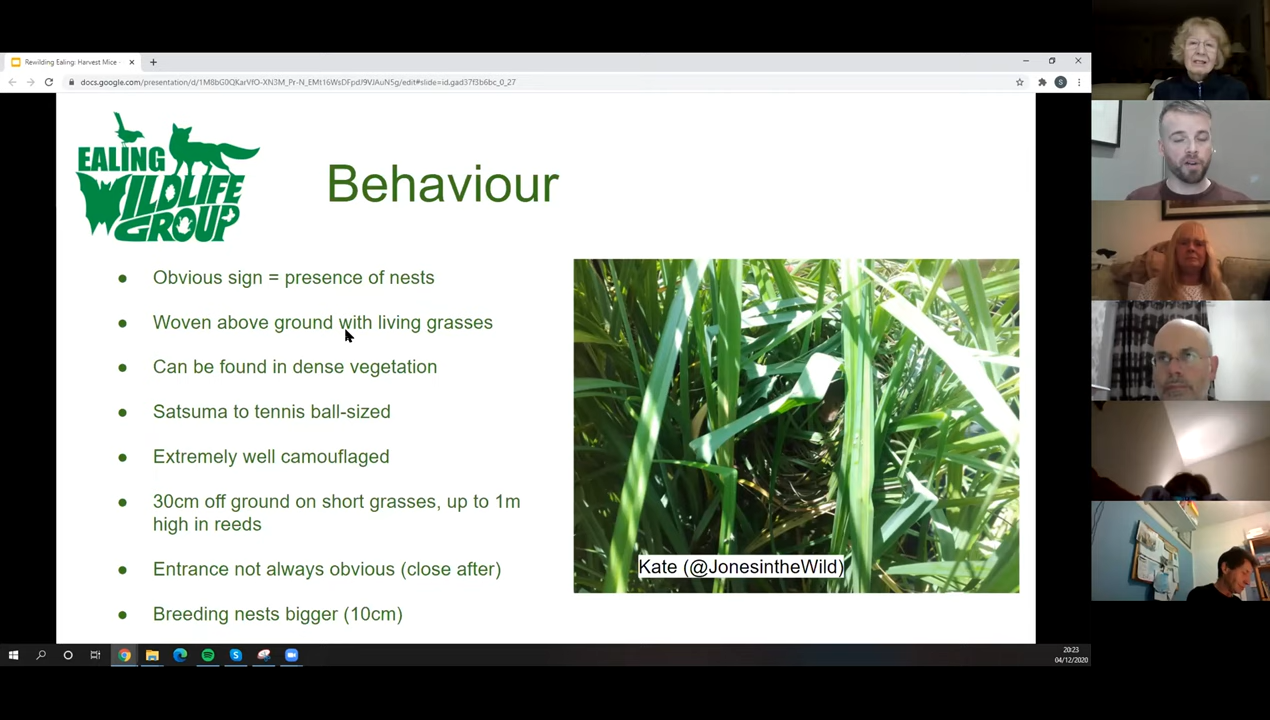 Rewilding Ealing: Harvest Mice -
docs.google.com/presentation/d/1M8bG0QKarVfO-XN3M_Pr-N_EMt16WsDFpdJ9VJAuN5g/edit#slide=id.gad37f3b6bc_0_27
S
EALING
WILDLIFE
GROUP
Behaviour
Obvious sign = presence of nests
Woven above ground with living grasses
Can be found in dense vegetation
Satsuma to tennis ball-sized
Extremely well camouflaged
30cm off ground on short grasses, up to 1m
high in reeds
Entrance not always obvious (close after)
Breeding nests bigger (10cm)
Kate (@JonesintheWild)
20:23
04/12/2020